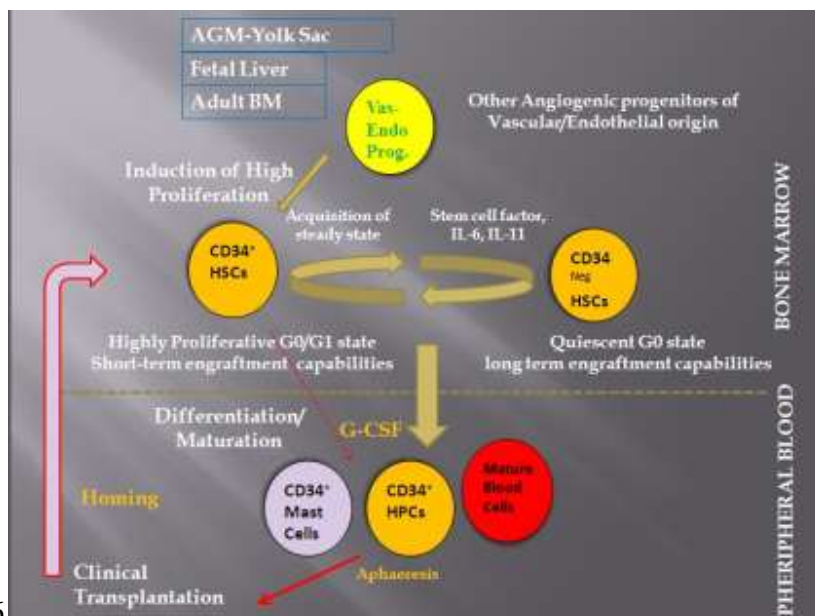 AGM-Yolk Sac
Fetal Liver
Adult BM
Vas-
Endo
Prog.
Other Angiogenic progenitors of
Vascular/Endothelial origin
Induction of High
Proliferation
Acquisition of
steady state
Stem cell factor,
IL-6, IL-11
CD34⁺
HSCs
CD34
Neg
HSCs
Highly Proliferative G0/G1 state
Short-term engraftment capabilities
Quiescent G0 state
long term engraftment capabilities
BONE MARROW
Differentiation/
Maturation
G-CSF
Homing
CD34⁺
Mast
Cells
CD34⁺
HPCs
Mature
Blood
Cells
Aphaeresis
Clinical
Transplantation
PHERIPHERAL BLOOD